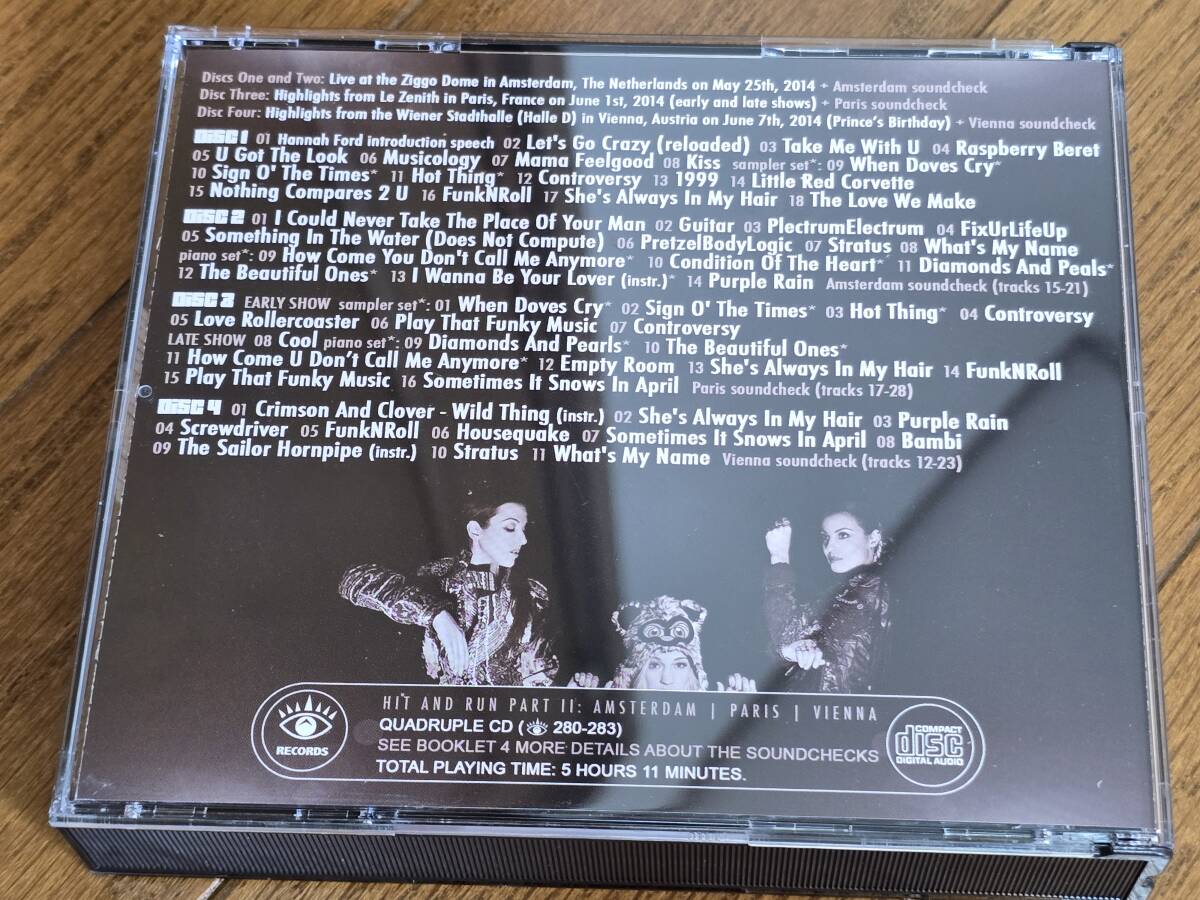 Discs One and Two: Live at the Ziggo Dome in Amsterdam, The Netherlands on May 25th, 2014 + Amsterdam soundcheck
Disc Three: Highlights from Le Zenith in Paris, France on June 1st, 2014 (early and late shows) + Paris soundcheck
Disc Four: Highlights from the Wiener Stadthalle (Halle D) in Vienna, Austria on June 7th, 2014 (Prince's Birthday) + Vienna soundcheck
DISC 1 01 Hannah Ford introduction speech 02 Let's Go Crazy (reloaded) 03 Take Me With U 04 Raspberry Beret
05 U Got The Look 06 Musicology 07 Mama Feelgood 08 Kiss sampler set*: 09 When Doves Cry*
10 Sign O' The Times* 11 Hot Thing* 12 Controversy 13 1999 14 Little Red Corvette
15 Nothing Compares 2 U 16 FunkNRoll 17 She's Always In My Hair 18 The Love We Make
DISC 2 01 I Could Never Take The Place Of Your Man 02 Guitar 03 PlectrumElectrum 04 FixUrLifeUp
05 Something In The Water (Does Not Compute) 06 PretzelBodyLogic 07 Stratus 08 What's My Name
piano set*: 09 How Come You Don't Call Me Anymore* 10 Condition Of The Heart* 11 Diamonds And Peals*
12 The Beautiful Ones* 13 I Wanna Be Your Lover (instr.)* 14 Purple Rain Amsterdam soundcheck (tracks 15-21)
DISC 3 EARLY SHOW sampler set*: 01 When Doves Cry* 02 Sign O' The Times* 03 Hot Thing* 04 Controversy
05 Love Rollercoaster 06 Play That Funky Music 07 Controversy
LATE SHOW 08 Cool piano set*: 09 Diamonds And Pearls* 10 The Beautiful Ones*
11 How Come U Don't Call Me Anymore* 12 Empty Room 13 She's Always In My Hair 14 FunkNRoll
15 Play That Funky Music 16 Sometimes It Snows In April Paris soundcheck (tracks 17-28)
DISC 4 01 Crimson And Clover - Wild Thing (instr.) 02 She's Always In My Hair 03 Purple Rain
04 Screwdriver 05 FunkNRoll 06 Housequake 07 Sometimes It Snows In April 08 Bambi
09 The Sailor Hornpipe (instr.) 10 Stratus 11 What's My Name Vienna soundcheck (tracks 12-23)
HIT AND RUN PART II: AMSTERDAM | PARIS | VIENNA
QUADRUPLE CD ( 280-283)
SEE BOOKLET 4 MORE DETAILS ABOUT THE SOUNDCHECKS
TOTAL PLAYING TIME: 5 HOURS 11 MINUTES.
RECORDS
COMPACT
disc
DIGITAL AUDIO